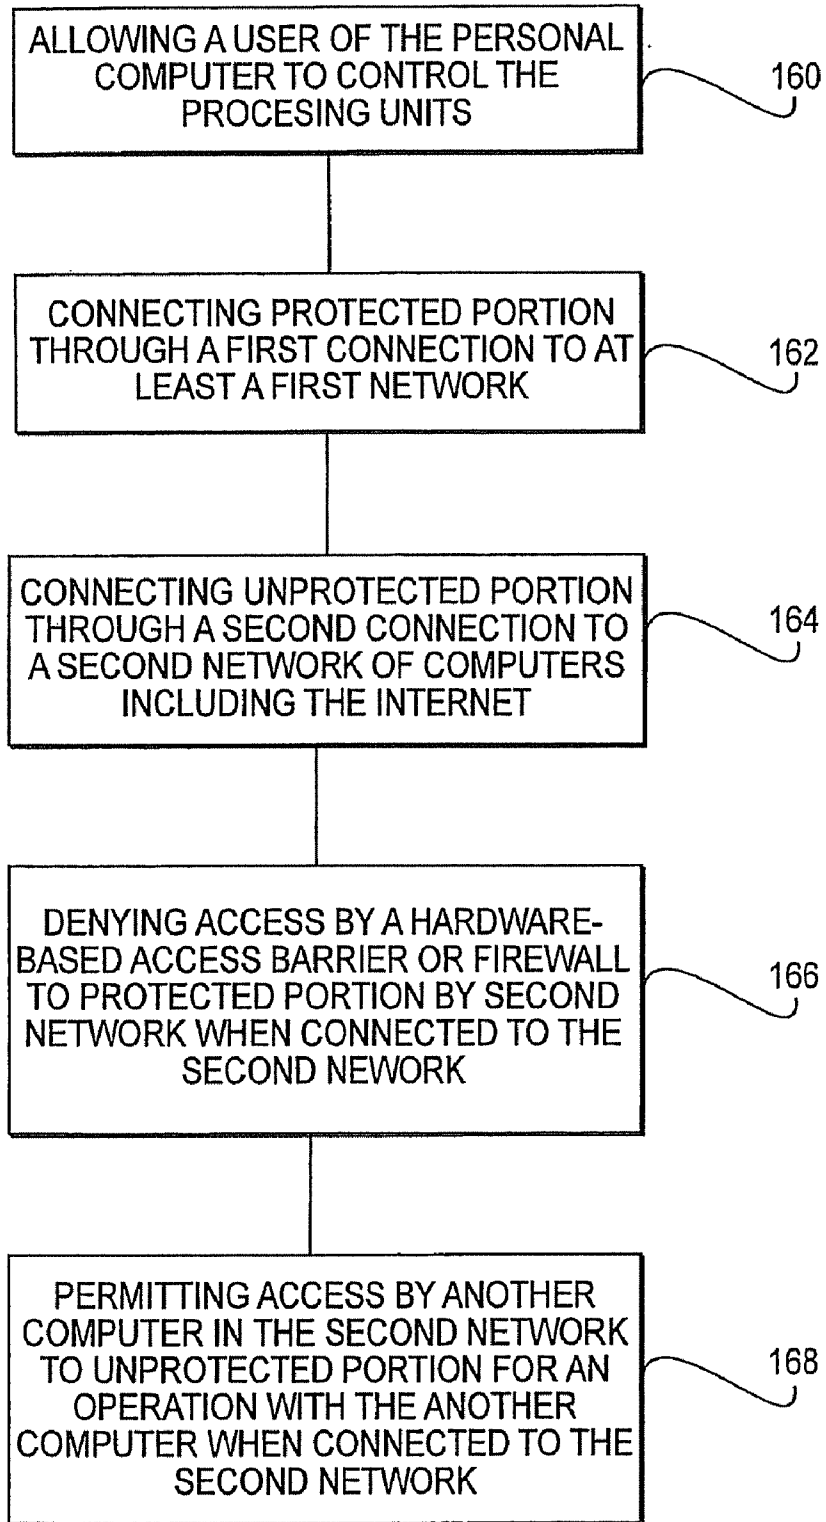 ALLOWING A USER OF THE PERSONAL
COMPUTER TO CONTROL THE
PROCESING UNITS
160
CONNECTING PROTECTED PORTION
THROUGH A FIRST CONNECTION TO AT
LEAST A FIRST NETWORK
162
CONNECTING UNPROTECTED PORTION
THROUGH A SECOND CONNECTION TO
A SECOND NETWORK OF COMPUTERS
INCLUDING THE INTERNET
164
DENYING ACCESS BY A HARDWARE-
BASED ACCESS BARRIER OR FIREWALL
TO PROTECTED PORTION BY SECOND
NETWORK WHEN CONNECTED TO THE
SECOND NEWORK
166
PERMITTING ACCESS BY ANOTHER
COMPUTER IN THE SECOND NETWORK
TO UNPROTECTED PORTION FOR AN
OPERATION WITH THE ANOTHER
COMPUTER WHEN CONNECTED TO THE
SECOND NETWORK
168